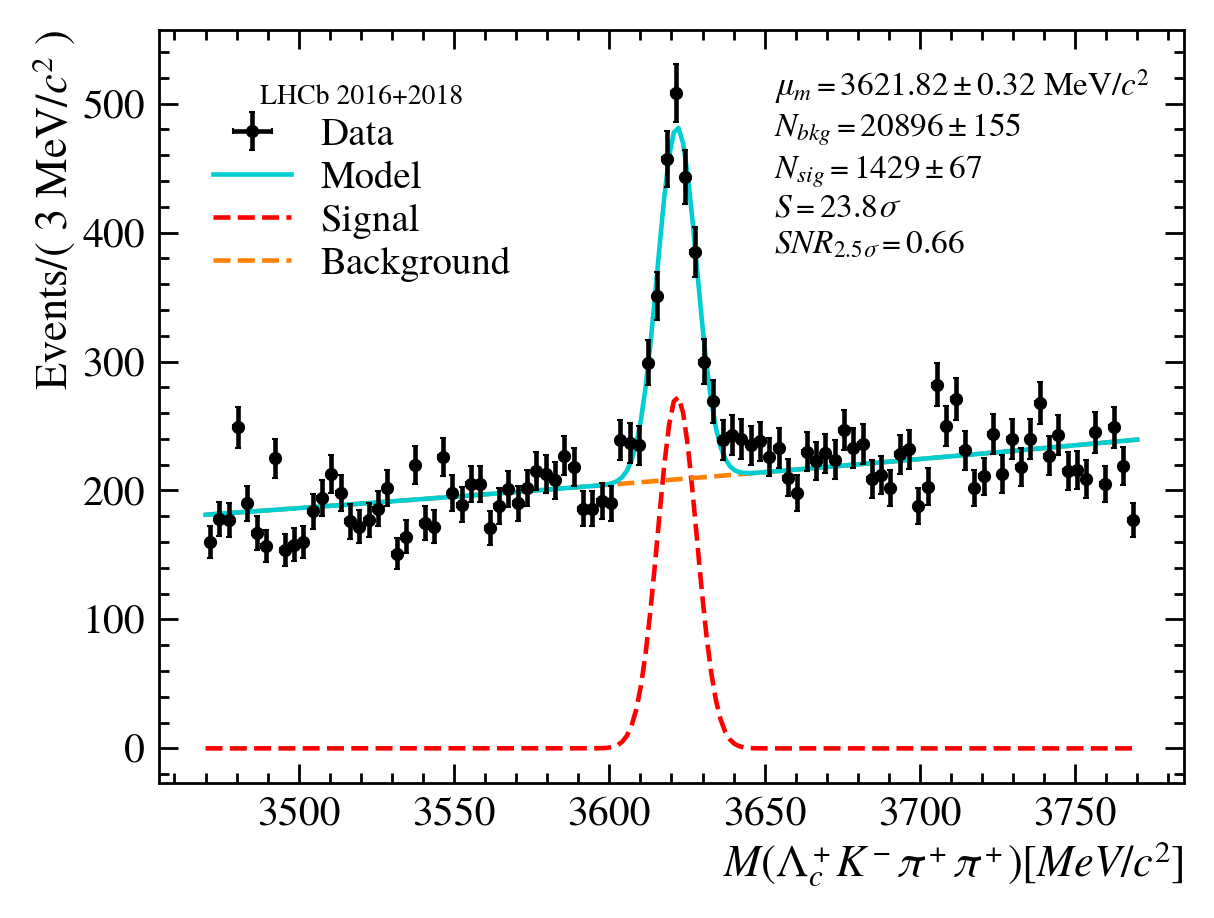 Events/( 3 MeV/c² )
500
400
300
200
100
0
LHCb 2016+2018
Data
Model
Signal
Background
μₘ = 3621.82 ± 0.32 MeV/c²
N_bkg = 20896 ± 155
N_sig = 1429 ± 67
S = 23.8σ
SNR_2.5σ = 0.66
3500 3550 3600 3650 3700 3750
M(Λ_c⁺K⁻π⁺π⁺)[MeV/c²]